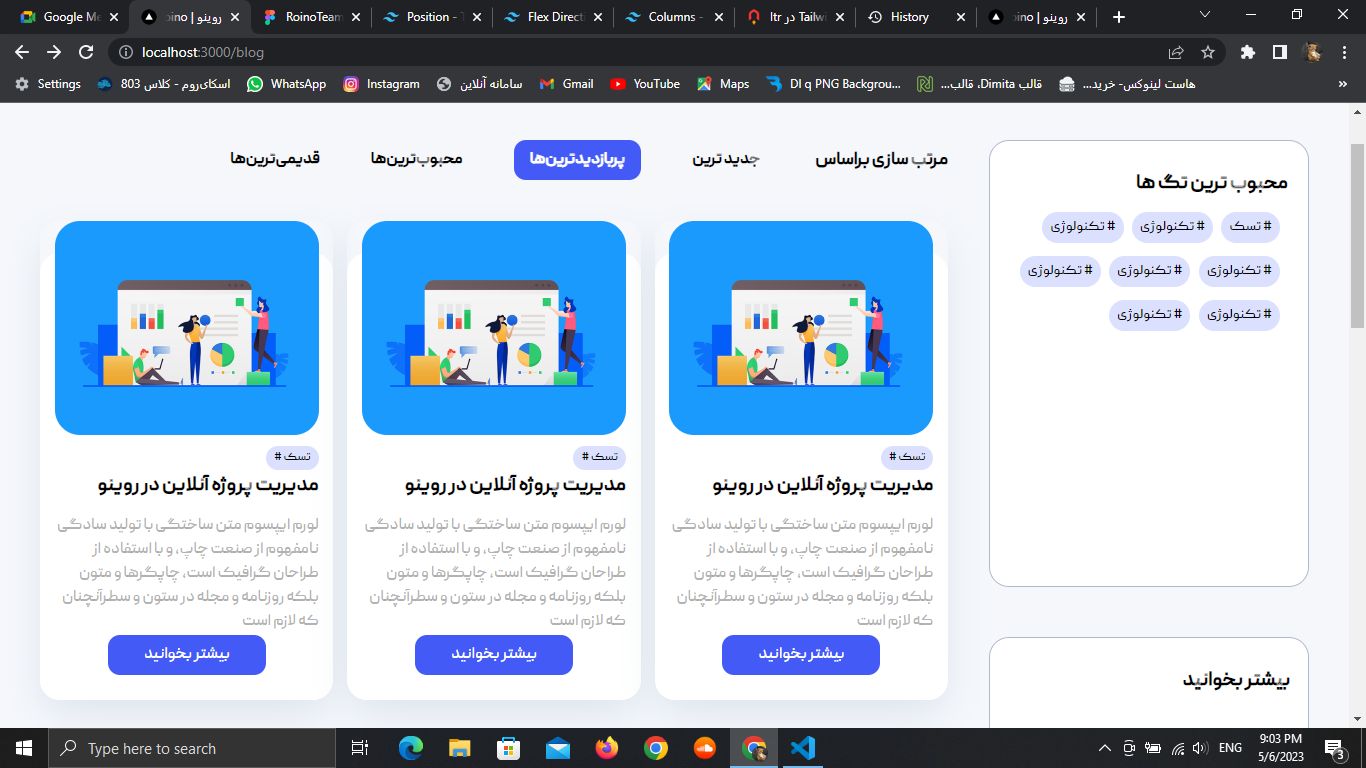 Google Me
روینو | oino
RoinoTeam
Position - T
Flex Directi
Columns -
ltr در Tailwi
History
روینو | oino
localhost:3000/blog
Settings
اسکای‌روم - کلاس 803
WhatsApp
Instagram
سامانه آنلاین
Gmail
YouTube
Maps
DI q PNG Backgrou...
قالب Dimita، قالب...
هاست لینوکس- خرید...
»
محبوب ترین تگ ها
# تسک
# تکنولوژی
# تکنولوژی
# تکنولوژی
# تکنولوژی
# تکنولوژی
# تکنولوژی
# تکنولوژی
بیشتر بخوانید
مرتب سازی براساس
جدید ترین
پربازدیدترین‌ها
محبوب‌ترین‌ها
قدیمی‌ترین‌ها
تسک #
مدیریت پروژه آنلاین در روینو
لورم ایپسوم متن ساختگی با تولید سادگی
نامفهوم از صنعت چاپ، و با استفاده از
طراحان گرافیک است، چاپگرها و متون
بلکه روزنامه و مجله در ستون و سطرآنچنان
که لازم است
بیشتر بخوانید
تسک #
مدیریت پروژه آنلاین در روینو
لورم ایپسوم متن ساختگی با تولید سادگی
نامفهوم از صنعت چاپ، و با استفاده از
طراحان گرافیک است، چاپگرها و متون
بلکه روزنامه و مجله در ستون و سطرآنچنان
که لازم است
بیشتر بخوانید
تسک #
مدیریت پروژه آنلاین در روینو
لورم ایپسوم متن ساختگی با تولید سادگی
نامفهوم از صنعت چاپ، و با استفاده از
طراحان گرافیک است، چاپگرها و متون
بلکه روزنامه و مجله در ستون و سطرآنچنان
که لازم است
بیشتر بخوانید
Type here to search
ENG
9:03 PM
5/6/2023
3